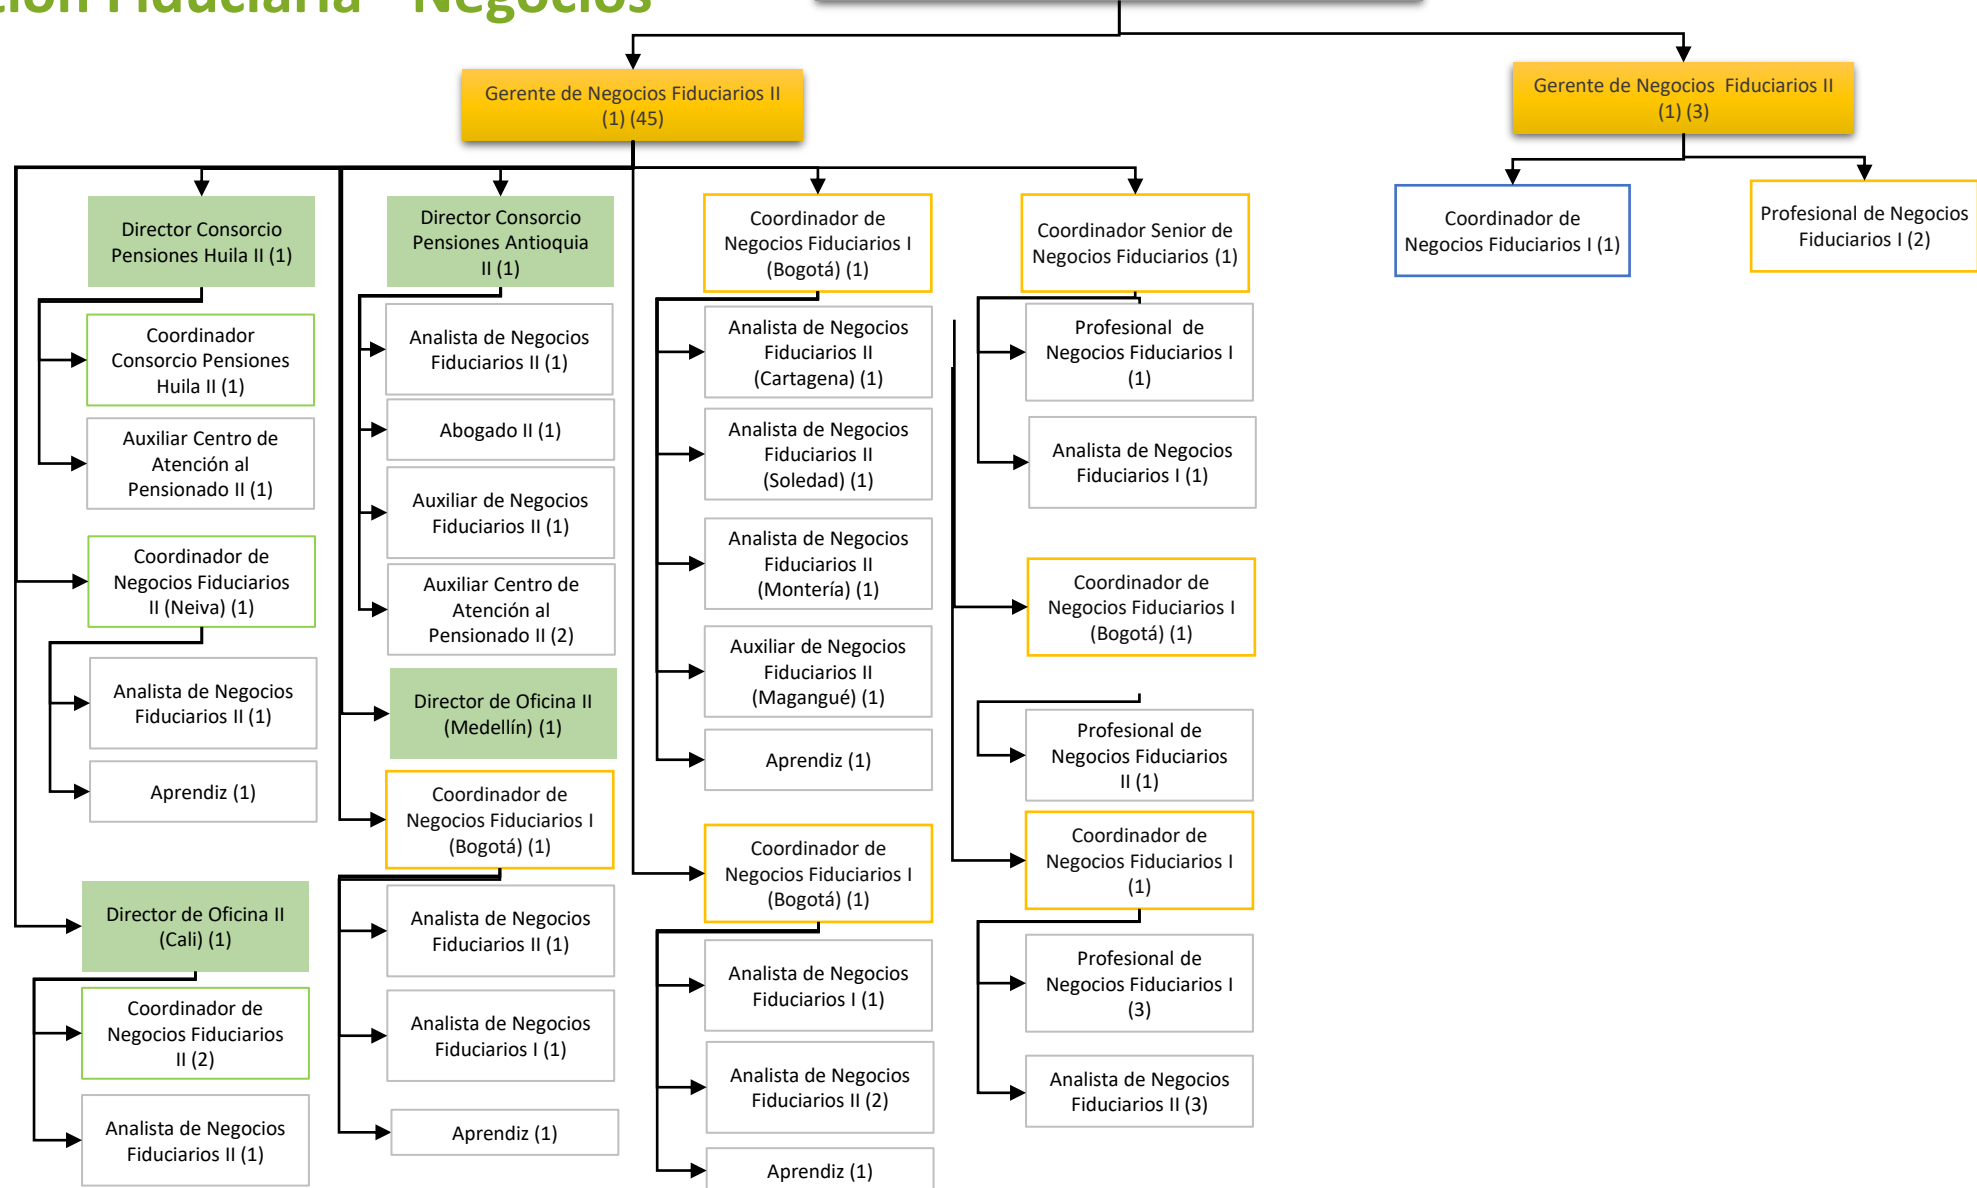 Fiduciaria - Negocios
Gerente de Negocios Fiduciarios II
(1) (45)
Gerente de Negocios Fiduciarios II
(1) (3)
Director Consorcio
Pensiones Huila II (1)
Coordinador
Consorcio Pensiones
Huila II (1)
Auxiliar Centro de
Atención al
Pensionado II (1)
Coordinador de
Negocios Fiduciarios
II (Neiva) (1)
Analista de Negocios
Fiduciarios II (1)
Aprendiz (1)
Director de Oficina II
(Cali) (1)
Coordinador de
Negocios Fiduciarios
II (2)
Analista de Negocios
Fiduciarios II (1)
Director Consorcio
Pensiones Antioquia
II (1)
Analista de Negocios
Fiduciarios II (1)
Abogado II (1)
Auxiliar de Negocios
Fiduciarios II (1)
Auxiliar Centro de
Atención al
Pensionado II (2)
Director de Oficina II
(Medellín) (1)
Coordinador de
Negocios Fiduciarios I
(Bogotá) (1)
Analista de Negocios
Fiduciarios II (1)
Analista de Negocios
Fiduciarios I (1)
Aprendiz (1)
Coordinador de
Negocios Fiduciarios I
(Bogotá) (1)
Analista de Negocios
Fiduciarios II
(Cartagena) (1)
Analista de Negocios
Fiduciarios II
(Soledad) (1)
Analista de Negocios
Fiduciarios II
(Montería) (1)
Auxiliar de Negocios
Fiduciarios II
(Magangué) (1)
Aprendiz (1)
Coordinador de
Negocios Fiduciarios I
(Bogotá) (1)
Analista de Negocios
Fiduciarios I (1)
Analista de Negocios
Fiduciarios II (2)
Aprendiz (1)
Coordinador Senior de
Negocios Fiduciarios (1)
Profesional de
Negocios Fiduciarios I
(1)
Analista de Negocios
Fiduciarios I (1)
Coordinador de
Negocios Fiduciarios I
(Bogotá) (1)
Profesional de
Negocios Fiduciarios
II (1)
Coordinador de
Negocios Fiduciarios I
(1)
Profesional de
Negocios Fiduciarios I
(3)
Analista de Negocios
Fiduciarios II (3)
Coordinador de
Negocios Fiduciarios I (1)
Profesional de Negocios
Fiduciarios I (2)